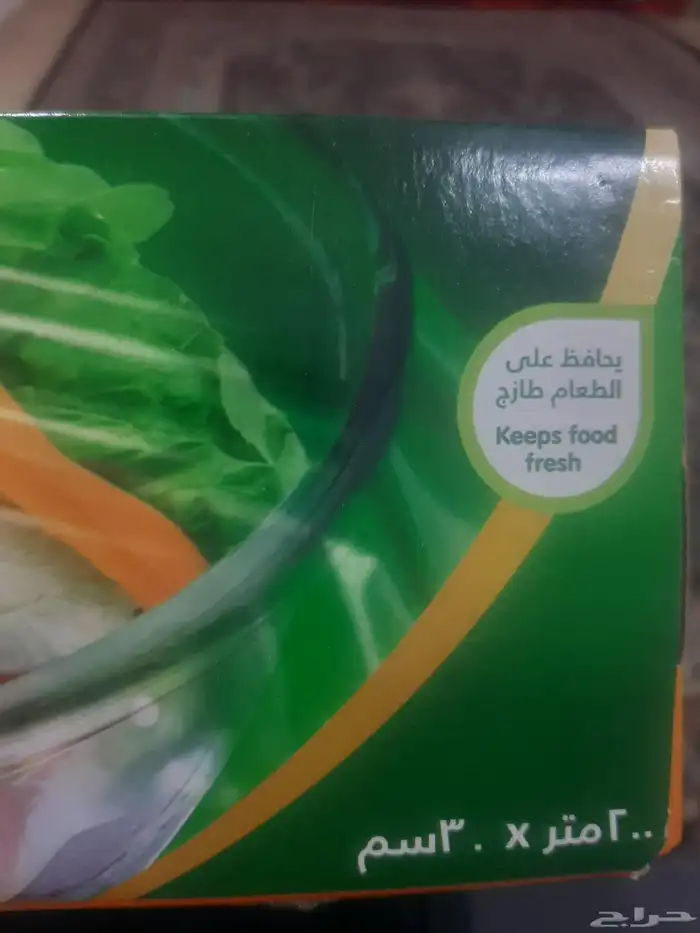 يحافظ على
الطعام طازج
Keeps food
fresh
٢٠٠متر x ٣٠سم
حراج